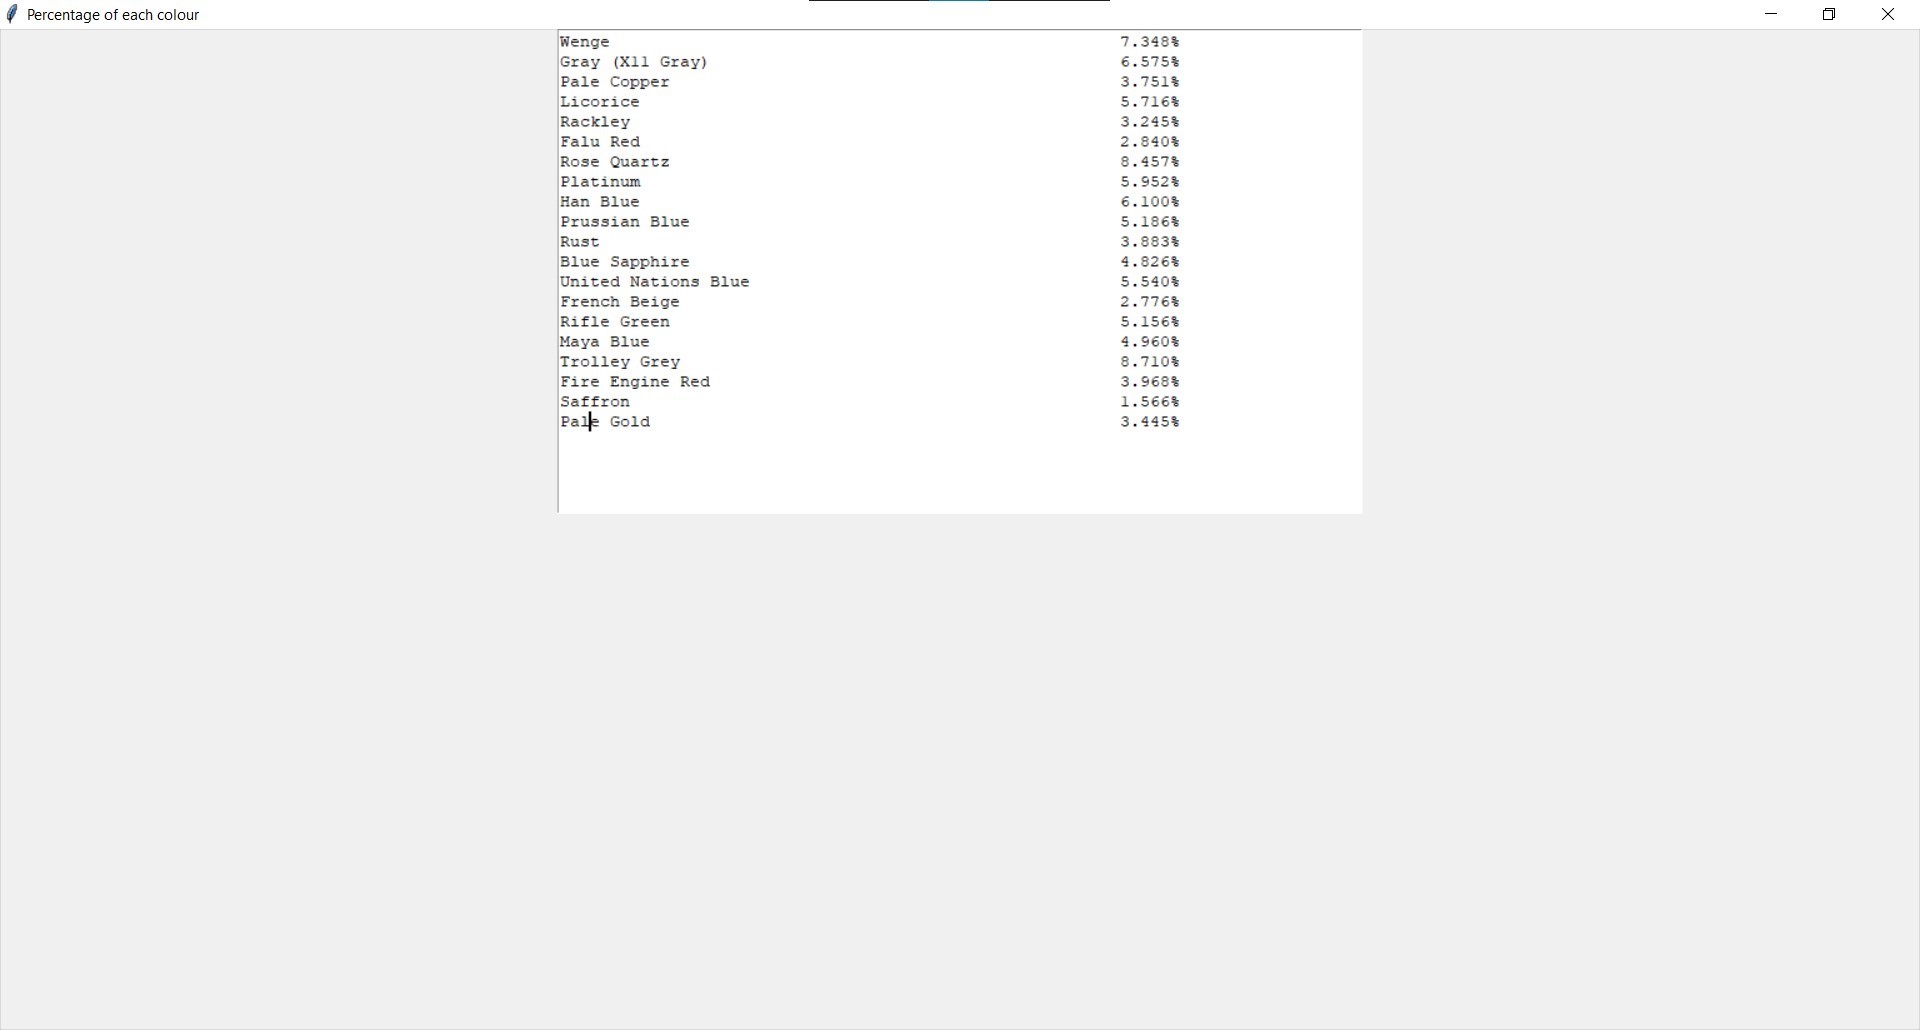 Percentage of each colour
Wenge 7.348%
Gray (X11 Gray) 6.575%
Pale Copper 3.751%
Licorice 5.716%
Rackley 3.245%
Falu Red 2.840%
Rose Quartz 8.457%
Platinum 5.952%
Han Blue 6.100%
Prussian Blue 5.186%
Rust 3.883%
Blue Sapphire 4.826%
United Nations Blue 5.540%
French Beige 2.776%
Rifle Green 5.156%
Maya Blue 4.960%
Trolley Grey 8.710%
Fire Engine Red 3.968%
Saffron 1.566%
Pale Gold 3.445%